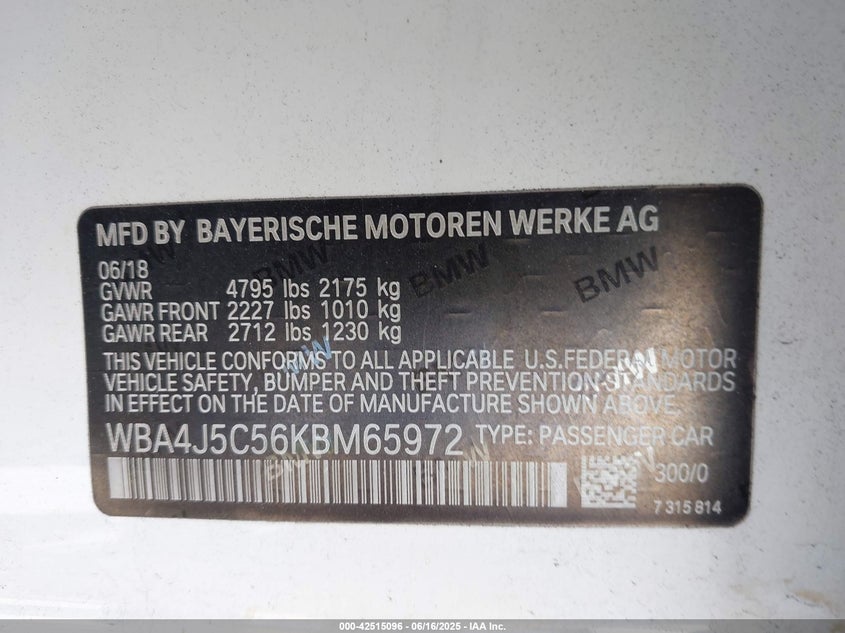 MFD BY BAYERISCHE MOTOREN WERKE AG
06/18
GVWR 4795 lbs 2175 kg
GAWR FRONT 2227 lbs 1010 kg
GAWR REAR 2712 lbs 1230 kg
THIS VEHICLE CONFORMS TO ALL APPLICABLE U.S.FEDERAL MOTOR
VEHICLE SAFETY, BUMPER AND THEFT PREVENTION STANDARDS
IN EFFECT ON THE DATE OF MANUFACTURE SHOWN ABOVE.
WBA4J5C56KBM65972 TYPE: PASSENGER CAR
300/0
7 315 814
BMW
BMW
BMW
000-42515096 - 06/16/2025 - IAA Inc.